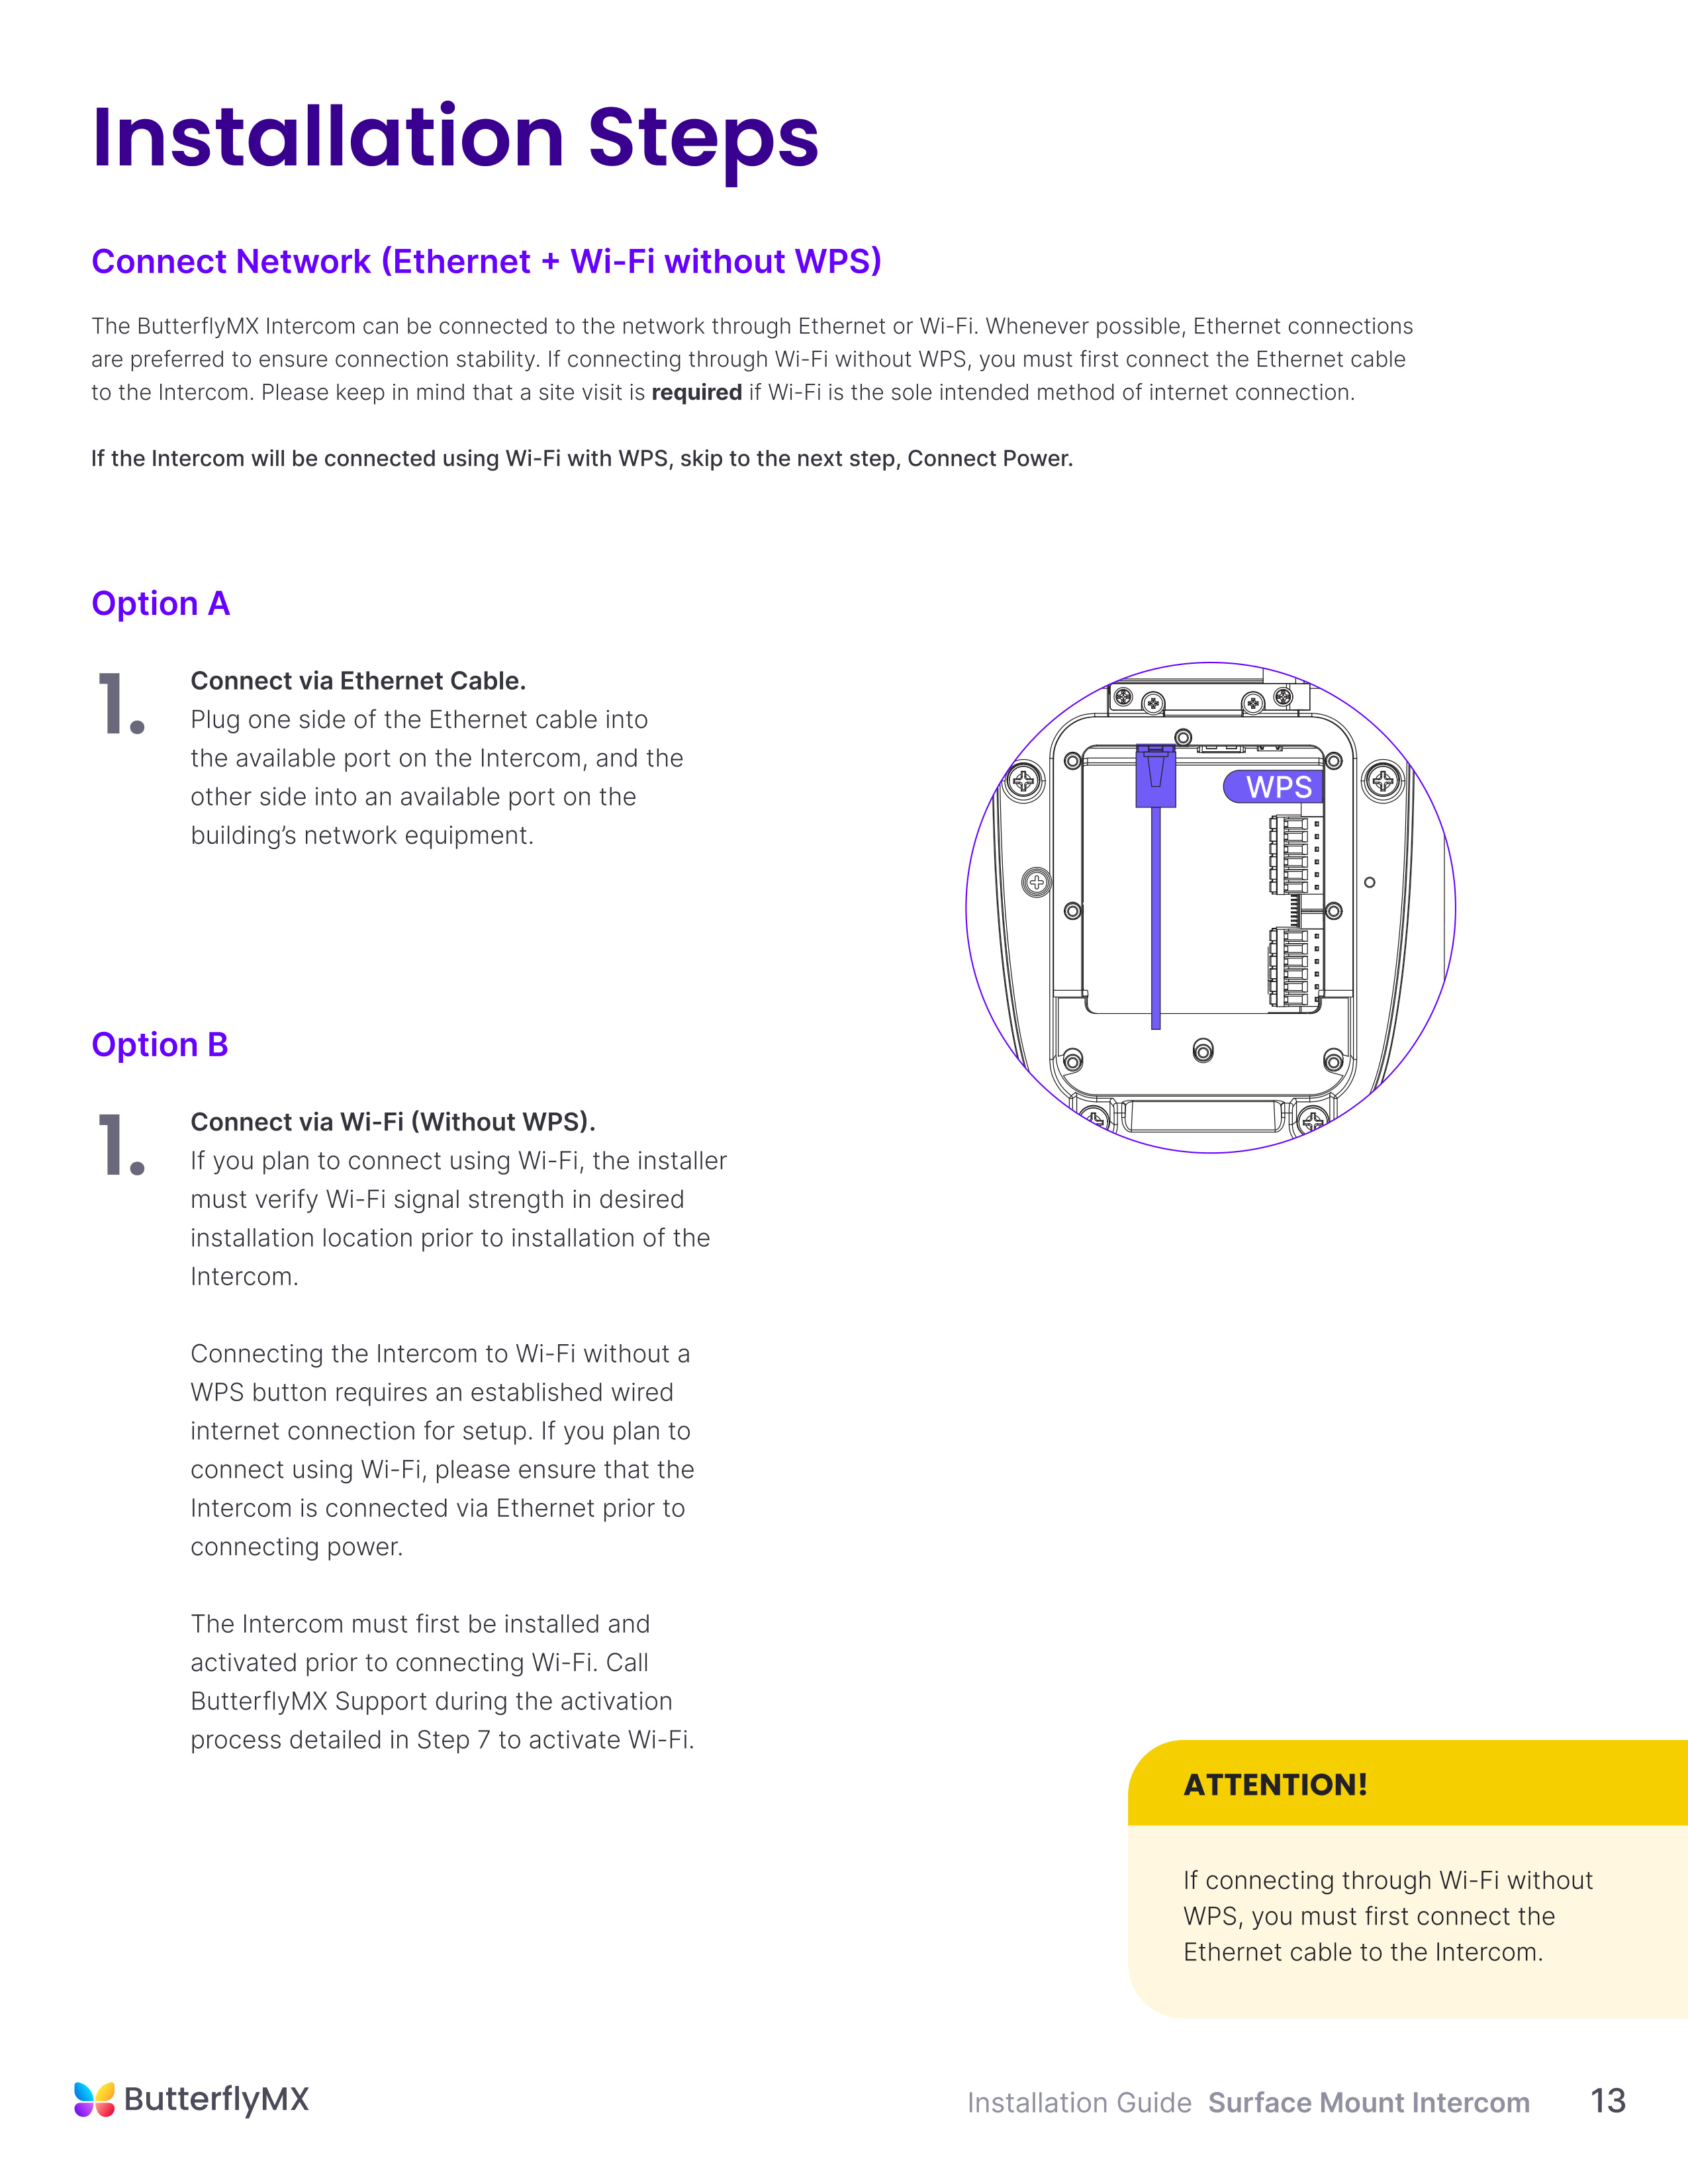 Installation Steps
Connect Network (Ethernet + Wi-Fi without WPS)
The ButterflyMX Intercom can be connected to the network through Ethernet or Wi-Fi. Whenever possible, Ethernet connections
are preferred to ensure connection stability. If connecting through Wi-Fi without WPS, you must first connect the Ethernet cable
to the Intercom. Please keep in mind that a site visit is required if Wi-Fi is the sole intended method of internet connection.
If the Intercom will be connected using Wi-Fi with WPS, skip to the next step, Connect Power.
Option A
1.
Connect via Ethernet Cable.
Plug one side of the Ethernet cable into
the available port on the Intercom, and the
other side into an available port on the
building’s network equipment.
WPS
Option B
1.
Connect via Wi-Fi (Without WPS).
If you plan to connect using Wi-Fi, the installer
must verify Wi-Fi signal strength in desired
installation location prior to installation of the
Intercom.
Connecting the Intercom to Wi-Fi without a
WPS button requires an established wired
internet connection for setup. If you plan to
connect using Wi-Fi, please ensure that the
Intercom is connected via Ethernet prior to
connecting power.
The Intercom must first be installed and
activated prior to connecting Wi-Fi. Call
ButterflyMX Support during the activation
process detailed in Step 7 to activate Wi-Fi.
ATTENTION!
If connecting through Wi-Fi without
WPS, you must first connect the
Ethernet cable to the Intercom.
ButterflyMX
Installation Guide Surface Mount Intercom 13